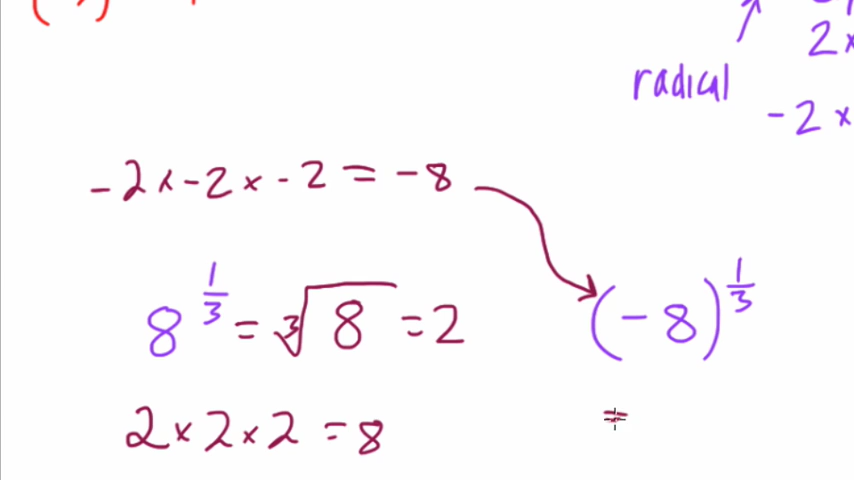 2x
radical
-2x
-2x-2x-2=-8
8^{1/3}=∛8=2
(-8)^{1/3}
2x2x2=8
=